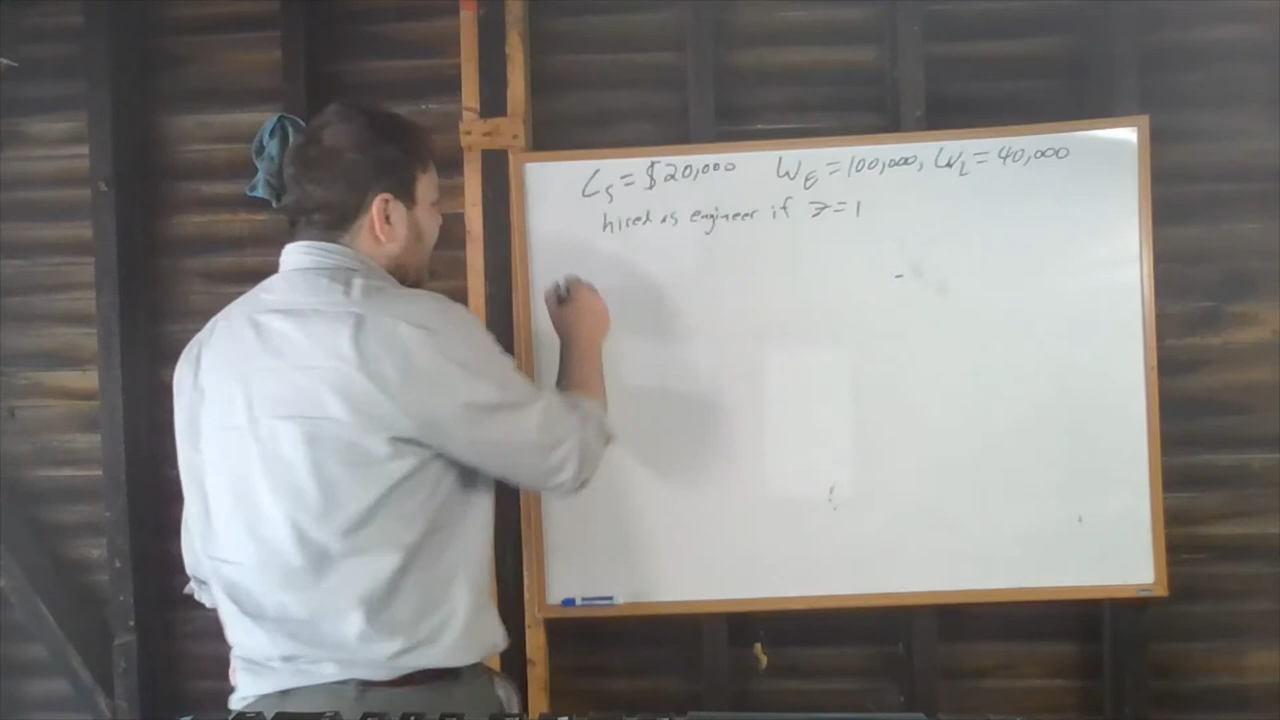 C_S = $20,000 W_E = 100,000, W_L = 40,000
hired as engineer if z = 1